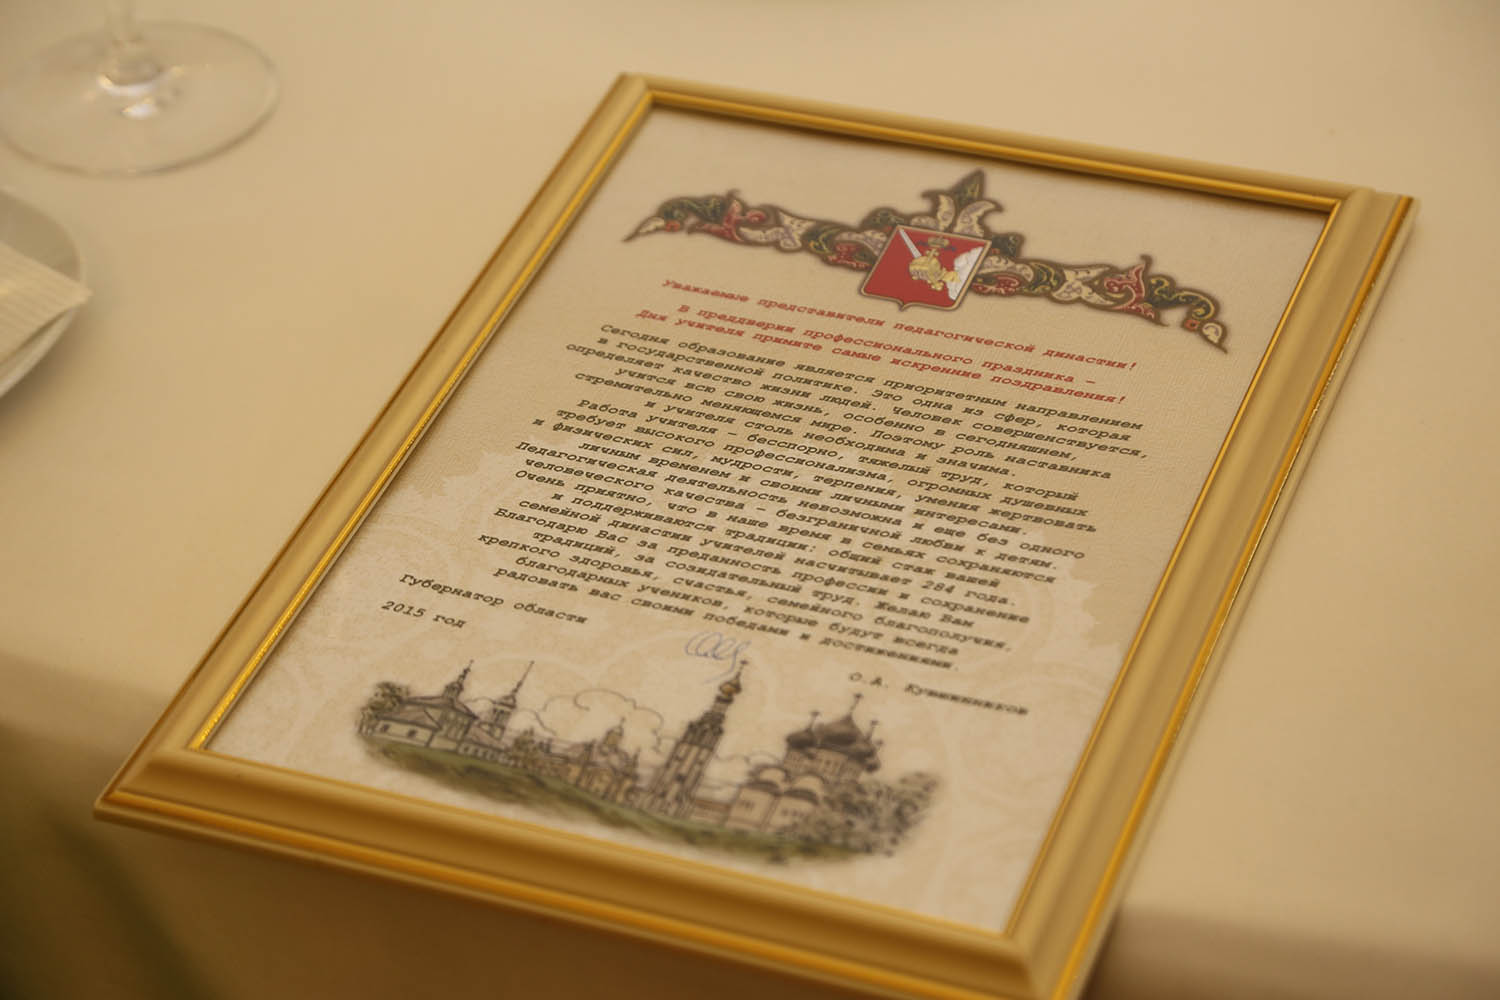 Уважаемые представители педагогической династии!
В преддверии профессионального праздника –
Дня учителя примите самые искренние поздравления!
Сегодня образование является приоритетным направлением
в государственной политике. Это одна из сфер, которая
определяет качество жизни людей. Человек совершенствуется,
учится всю свою жизнь, особенно в сегодняшнем,
стремительно меняющемся мире. Поэтому роль наставника
и учителя столь необходима и значима.
Работа учителя – бесспорно, тяжелый труд, который
требует высокого профессионализма, огромных душевных
и физических сил, мудрости, терпения, умения жертвовать
личным временем и своими личными интересами.
Педагогическая деятельность невозможна и еще без одного
человеческого качества – безграничной любви к детям.
Очень приятно, что в наше время в семьях сохраняются
и поддерживаются традиции: общий стаж вашей
семейной династии учителей насчитывает 284 года.
Благодарю Вас за преданность профессии и сохранение
традиций, за созидательный труд. Желаю Вам
крепкого здоровья, счастья, семейного благополучия,
благодарных учеников, которые будут всегда
радовать вас своими победами и достижениями.
Губернатор области
О.А. Кувшинников
2015 год